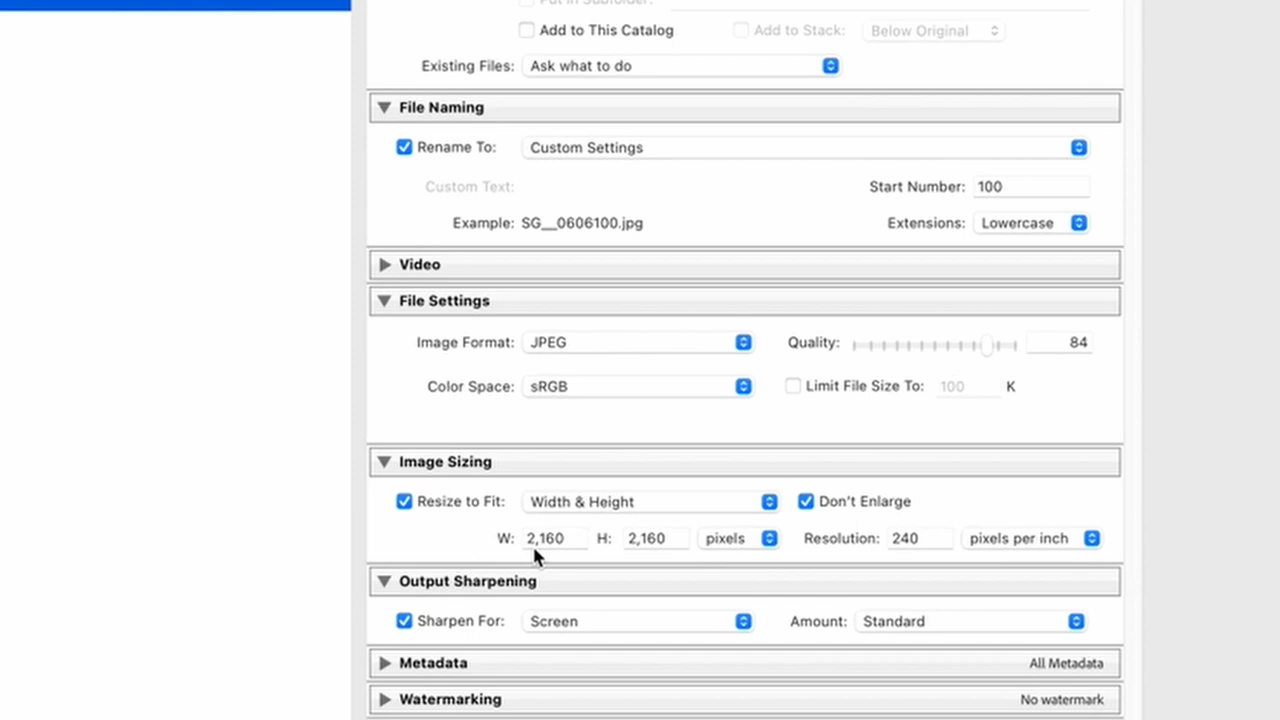 Put in Subfolder:
Add to This Catalog Add to Stack: Below Original
Existing Files: Ask what to do
File Naming
Rename To: Custom Settings
Custom Text: Start Number: 100
Example: SG__0606100.jpg Extensions: Lowercase
Video
File Settings
Image Format: JPEG Quality: 84
Color Space: sRGB Limit File Size To: 100 K
Image Sizing
Resize to Fit: Width & Height Don't Enlarge
W: 2,160 H: 2,160 pixels Resolution: 240 pixels per inch
Output Sharpening
Sharpen For: Screen Amount: Standard
Metadata All Metadata
Watermarking No watermark